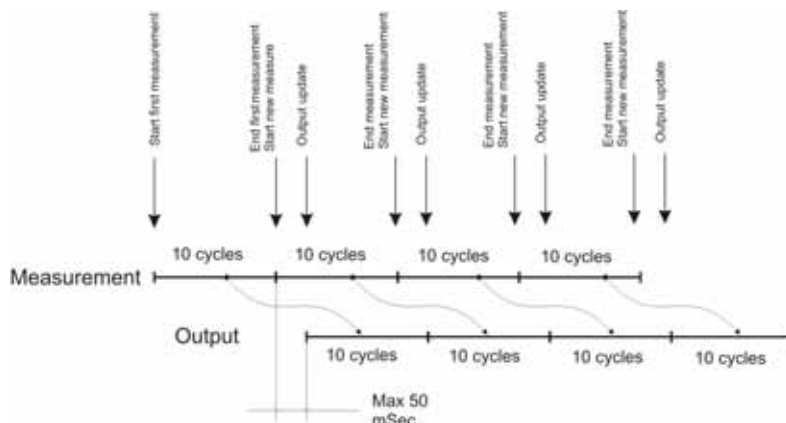 Start first measurement
End first measurement
Start new measure
Output update
End measurement
Start new measurement
Output update
End measurement
Start new measurement
Output update
End measurement
Start new measurement
Output update
10 cycles
10 cycles
10 cycles
10 cycles
Measurement
Output
10 cycles
10 cycles
10 cycles
10 cycles
Max 50
mSec